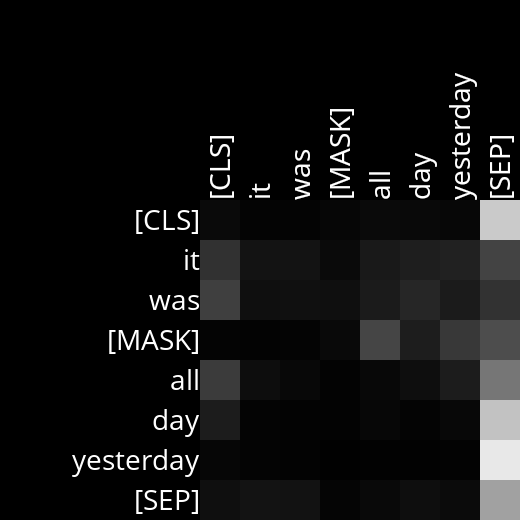 [CLS]
it
was
[MASK]
all
day
yesterday
[SEP]
[CLS]
it
was
[MASK]
all
day
yesterday
[SEP]